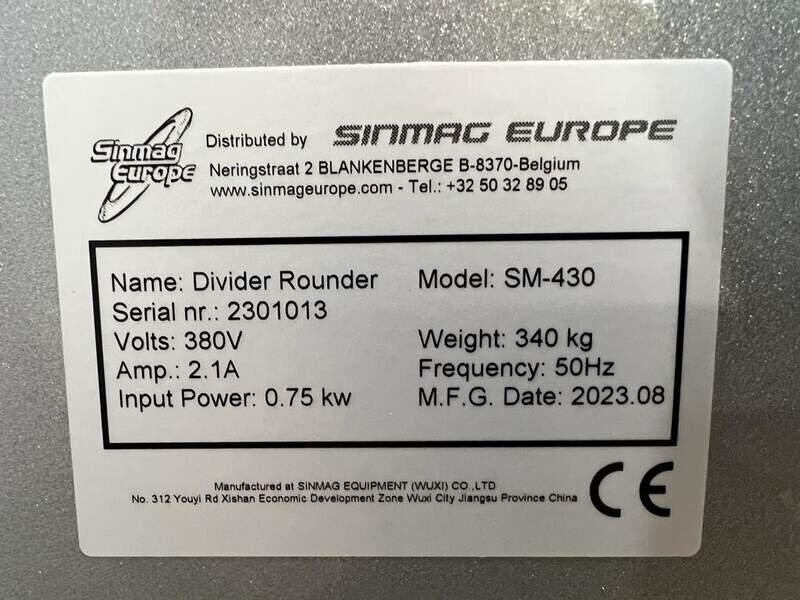 Sinmag
Europe
Distributed by SINMAG EUROPE
Neringstraat 2 BLANKENBERGE B-8370-Belgium
www.sinmageurope.com - Tel.: +32 50 32 89 05
Name: Divider Rounder Model: SM-430
Serial nr.: 2301013
Volts: 380V Weight: 340 kg
Amp.: 2.1A Frequency: 50Hz
Input Power: 0.75 kw M.F.G. Date: 2023.08
Manufactured at SINMAG EQUIPMENT (WUXI) CO.,LTD
No. 312 Youyi Rd Xishan Economic Development Zone Wuxi City Jiangsu Province China
CE